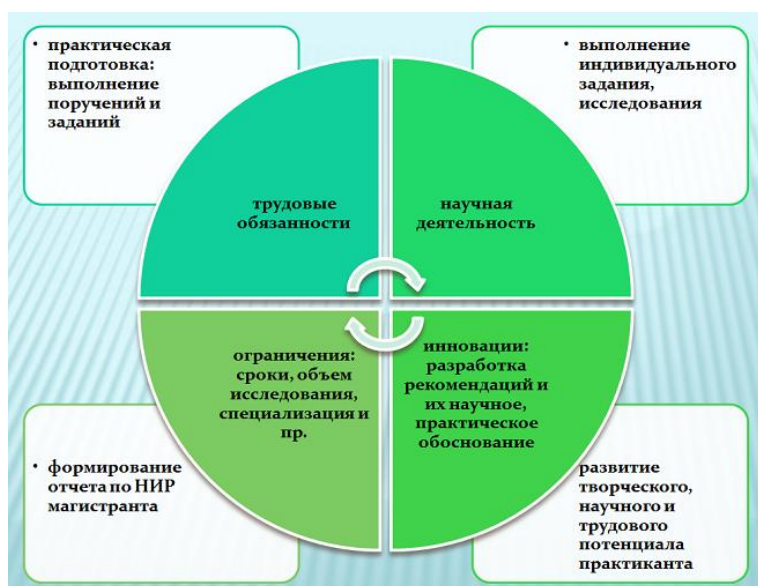 • практическая
подготовка:
выполнение
поручений и
заданий
• выполнение
индивидуального
задания,
исследования
трудовые
обязанности
научная
деятельность
ограничения:
сроки, объем
исследования,
специализация и
пр.
инновации:
разработка
рекомендаций и
их научное,
практическое
обоснование
• формирование
отчета по НИР
магистранта
развитие
творческого,
научного и
трудового
потенциала
практиканта